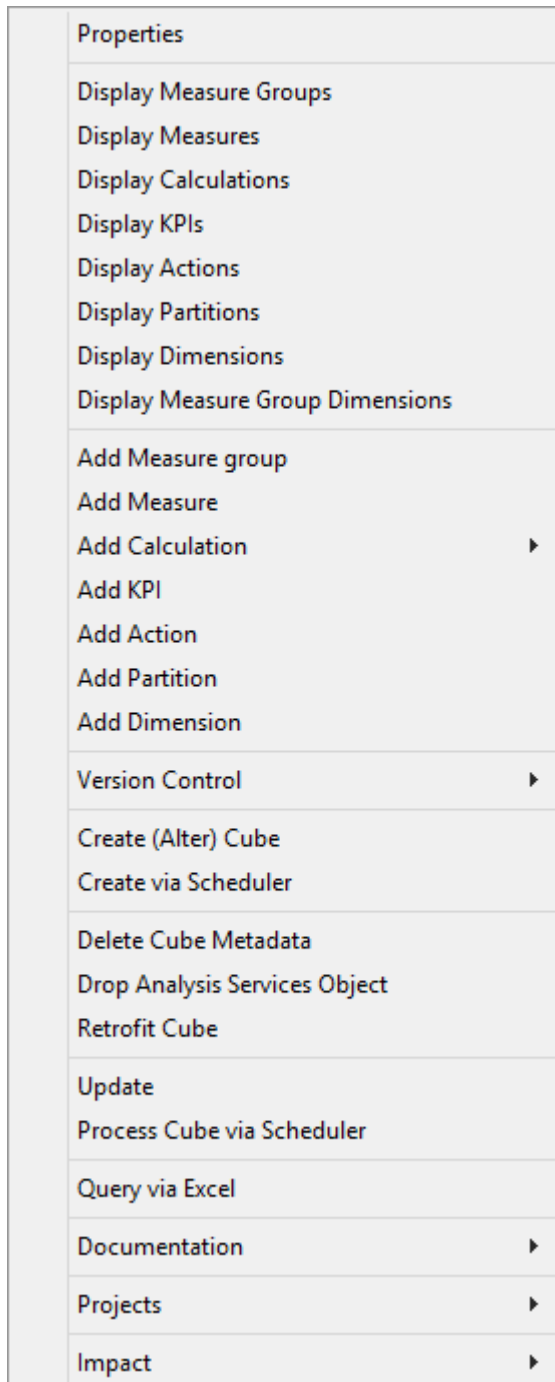 Properties
Display Measure Groups
Display Measures
Display Calculations
Display KPIs
Display Actions
Display Partitions
Display Dimensions
Display Measure Group Dimensions
Add Measure group
Add Measure
Add Calculation
Add KPI
Add Action
Add Partition
Add Dimension
Version Control
Create (Alter) Cube
Create via Scheduler
Delete Cube Metadata
Drop Analysis Services Object
Retrofit Cube
Update
Process Cube via Scheduler
Query via Excel
Documentation
Projects
Impact